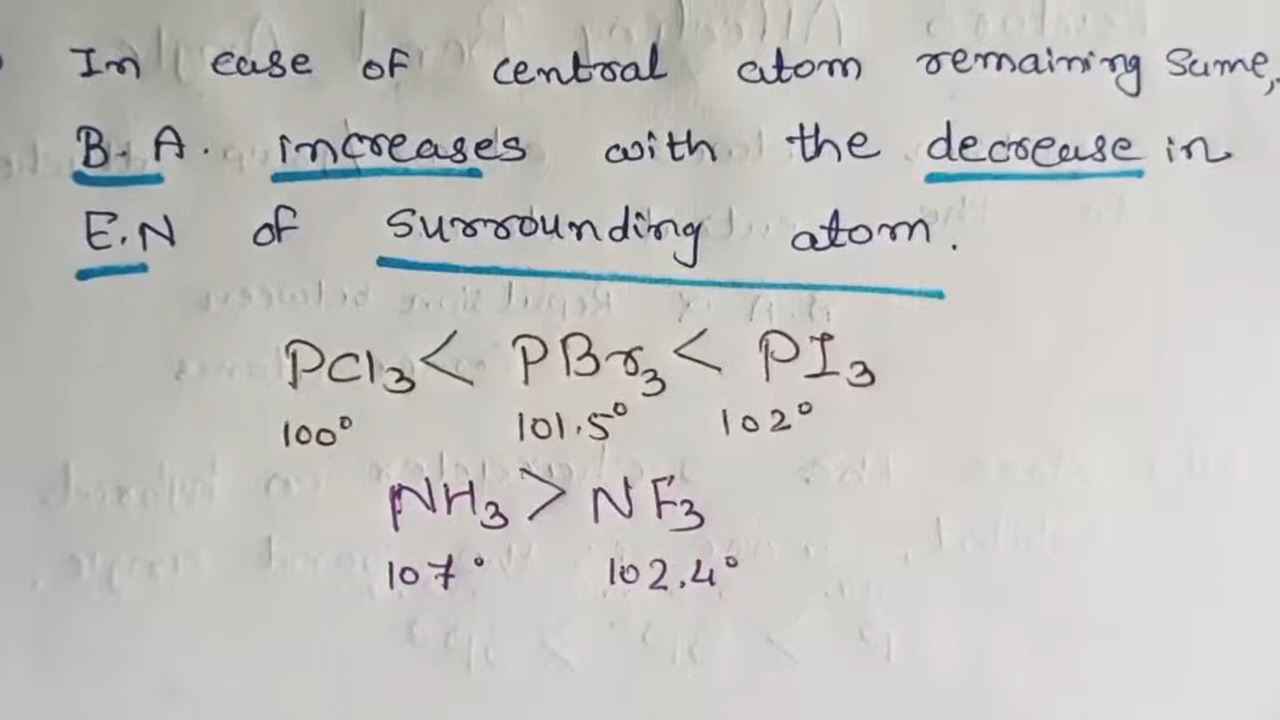 In case of central atom remaining same,
B.A. increases with the decrease in
E.N of surrounding atom.
PCl3 < PBr3 < PI3
100° 101.5° 102°
NH3 > NF3
107° 102.4°